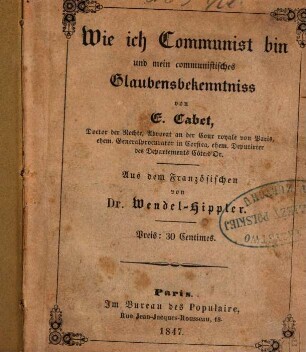 Wie ich Communist bin
und mein communistisches
Glaubensbekenntniss
von
E. Cabet,
Doctor der Rechte, Advocat an der Cour royale von Paris,
ehem. Generalprocurator in Corsica, ehem. Deputirter
des Departements Côte d'Or.
Aus dem Französischen
von
Dr. Wendel-Hippler.
Preis: 30 Centimes.
Paris.
Im Bureau des Populaire,
Rue Jean-Jacques-Rousseau, 18.
1847.